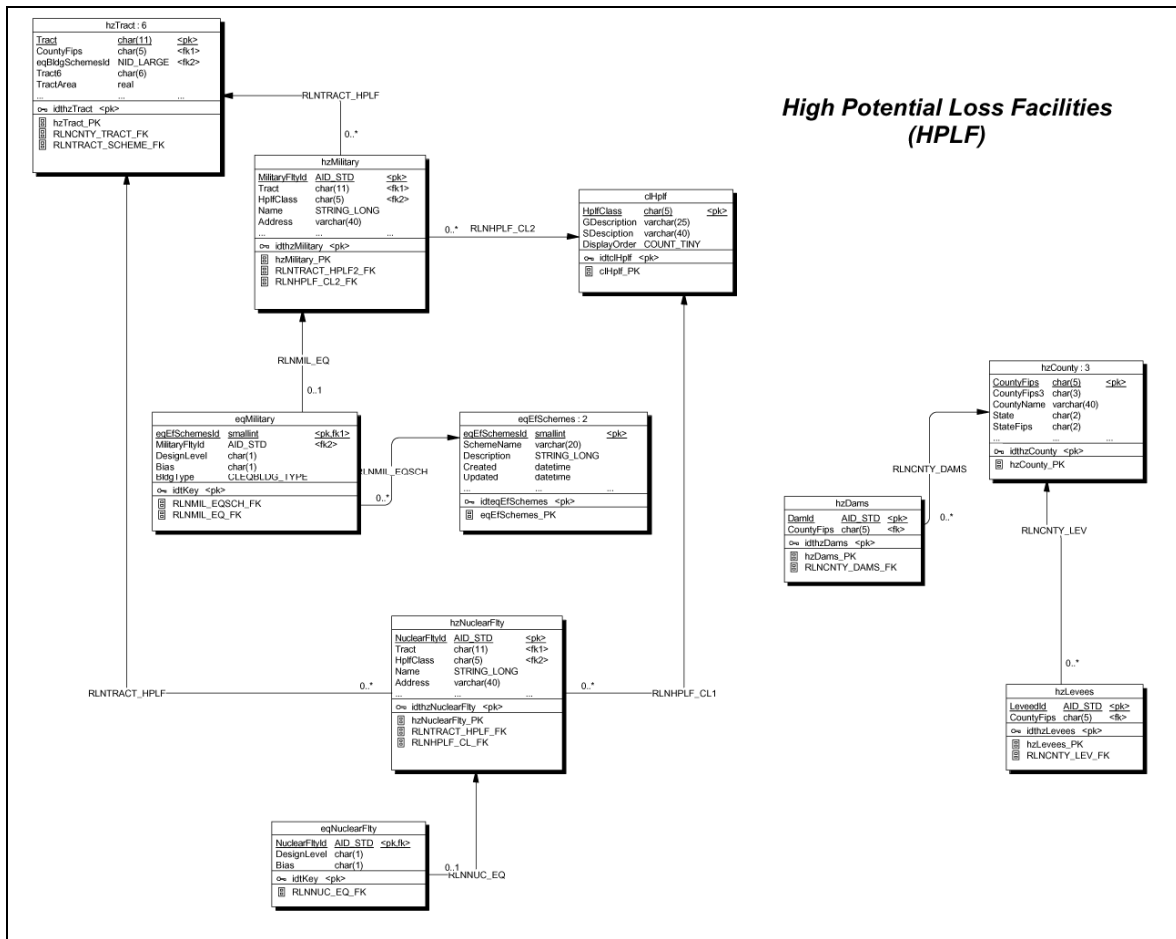 hzTract : 6
Tract char(11) <pk>
CountyFips char(5) <fk1>
eqBldgSchemesId NID_LARGE <fk2>
Tract6 char(6)
TractArea real
... ... ...
idthzTract <pk>
hzTract_PK
RLNCNTY_TRACT_FK
RLNTRACT_SCHEME_FK
RLNTRACT_HPLF
0..*
High Potential Loss Facilities
(HPLF)
hzMilitary
MilitaryFltyId AID_STD <pk>
Tract char(11) <fk1>
HplfClass char(5) <fk2>
Name STRING_LONG
Address varchar(40)
... ... ...
idthzMilitary <pk>
hzMilitary_PK
RLNTRACT_HPLF2_FK
RLNHPLF_CL2_FK
0..* RLNHPLF_CL2
clHplf
HplfClass char(5) <pk>
GDescription varchar(25)
SDesciption varchar(40)
DisplayOrder COUNT_TINY
idtclHplf <pk>
clHplf_PK
RLNMIL_EQ
0..1
eqMilitary
eqEfSchemesId smallint <pk,fk1>
MilitaryFltyId AID_STD <fk2>
DesignLevel char(1)
Bias char(1)
BldgType CLEQBLDG_TYPE
idtKey <pk>
RLNMIL_EQSCH_FK
RLNMIL_EQ_FK
RLNMIL_EQSCH
0..*
eqEfSchemes : 2
eqEfSchemesId smallint <pk>
SchemeName varchar(20)
Description STRING_LONG
Created datetime
Updated datetime
... ... ...
idteqEfSchemes <pk>
eqEfSchemes_PK
hzCounty : 3
CountyFips char(5) <pk>
CountyFips3 char(3)
CountyName varchar(40)
State char(2)
StateFips char(2)
... ... ...
idthzCounty <pk>
hzCounty_PK
RLNCNTY_DAMS
0..*
hzDams
DamId AID_STD <pk>
CountyFips char(5) <fk>
idthzDams <pk>
hzDams_PK
RLNCNTY_DAMS_FK
RLNCNTY_LEV
0..*
hzLevees
LeveedId AID_STD <pk>
CountyFips char(5) <fk>
idthzLevees <pk>
hzLevees_PK
RLNCNTY_LEV_FK
hzNuclearFlty
NuclearFltyId AID_STD <pk>
Tract char(11) <fk1>
HplfClass char(5) <fk2>
Name STRING_LONG
Address varchar(40)
... ... ...
idthzNuclearFlty <pk>
hzNuclearFlty_PK
RLNTRACT_HPLF_FK
RLNHPLF_CL_FK
RLNTRACT_HPLF 0..*
0..* RLNHPLF_CL1
eqNuclearFlty
NuclearFltyId AID_STD <pk,fk>
DesignLevel char(1)
Bias char(1)
idtKey <pk>
RLNNUC_EQ_FK
0..1
RLNNUC_EQ